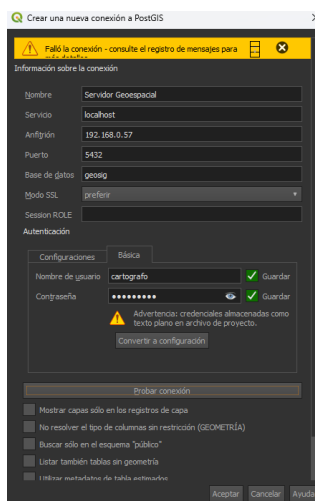 Crear una nueva conexión a PostGIS
Falló la conexión - consulte el registro de mensajes para
más detalles
Información sobre la conexión
Nombre Servidor Geoespacial
Servicio localhost
Anfitrión 192.168.0.57
Puerto 5432
Base de datos geosig
Modo SSL preferir
Session ROLE
Autenticación
Configuraciones Básica
Nombre de usuario cartografo Guardar
Contraseña ●●●●●●●●● Guardar
Advertencia: credenciales almacenadas como
texto plano en archivo de proyecto.
Convertir a configuración
Probar conexión
Mostrar capas sólo en los registros de capa
No resolver el tipo de columnas sin restricción (GEOMETRÍA)
Buscar sólo en el esquema "público"
Listar también tablas sin geometría
Utilizar metadatos de tabla estimados
Aceptar Cancelar Ayuda